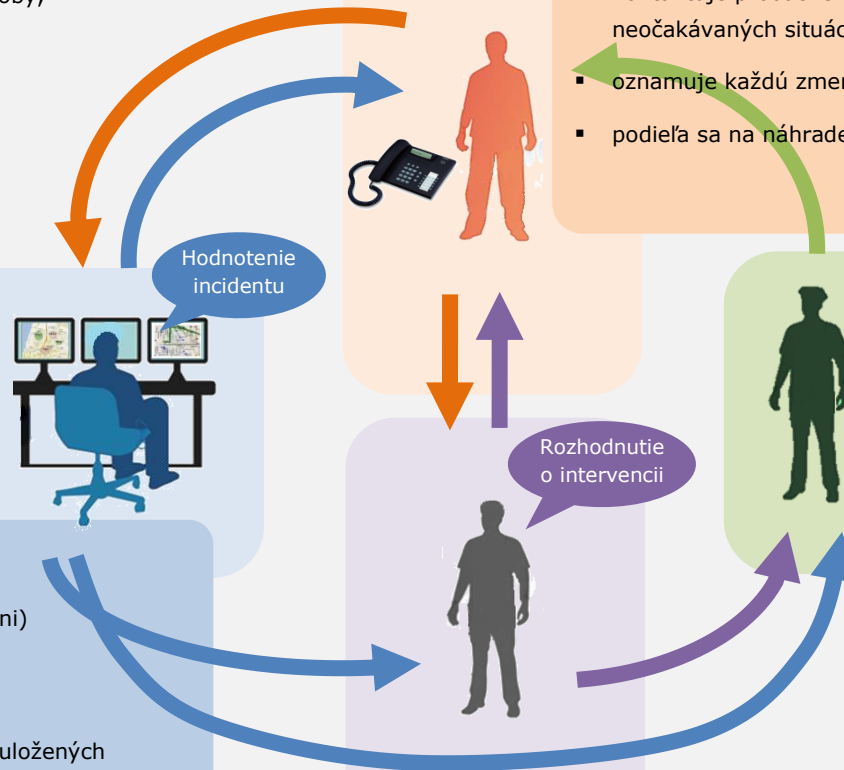 neočakávaných situác
oznamuje každú zmer
podieľa sa na náhrade
Hodnotenie
incidentu
Rozhodnutie
o intervencii
ni)
uložených